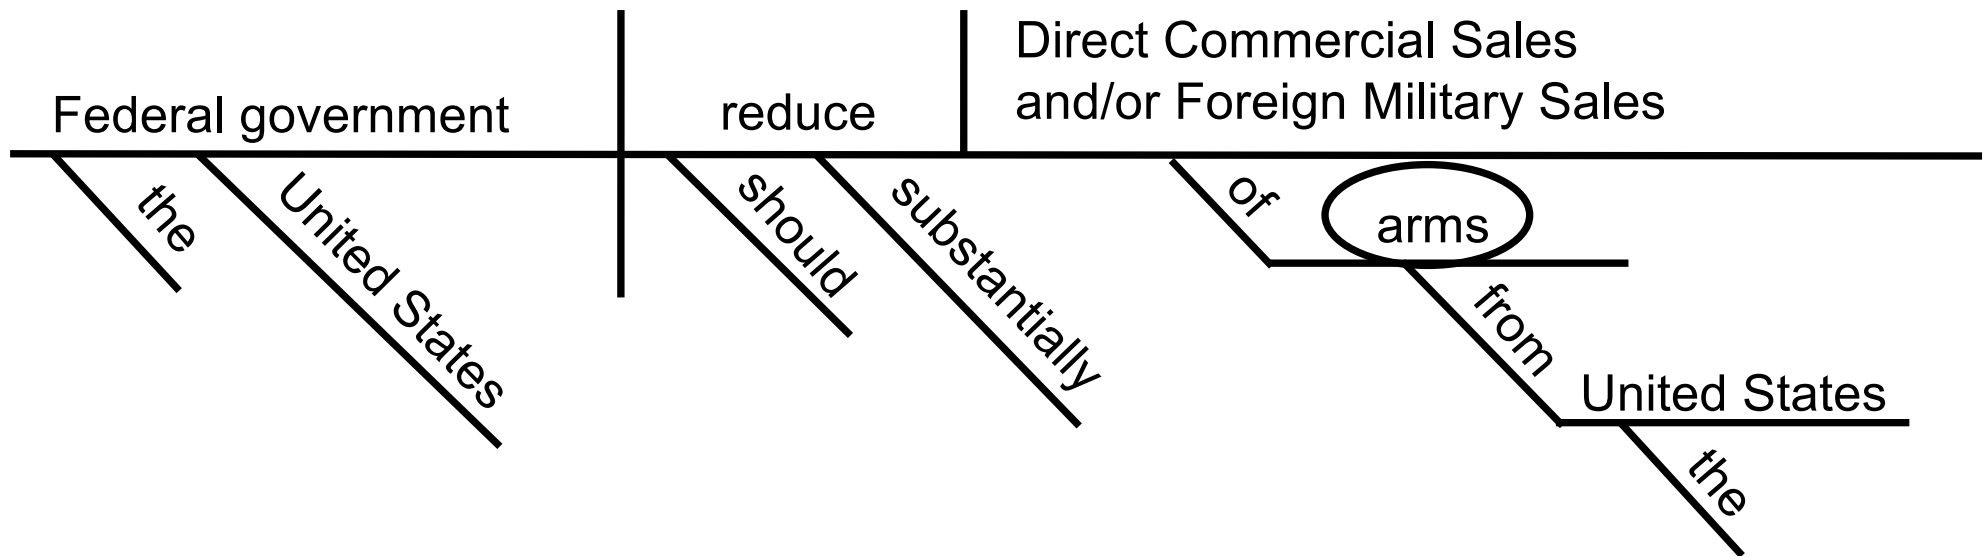 Direct Commercial Sales
and/or Foreign Military Sales
Federal government
reduce
the
United States
should
substantially
of
arms
from
United States
the